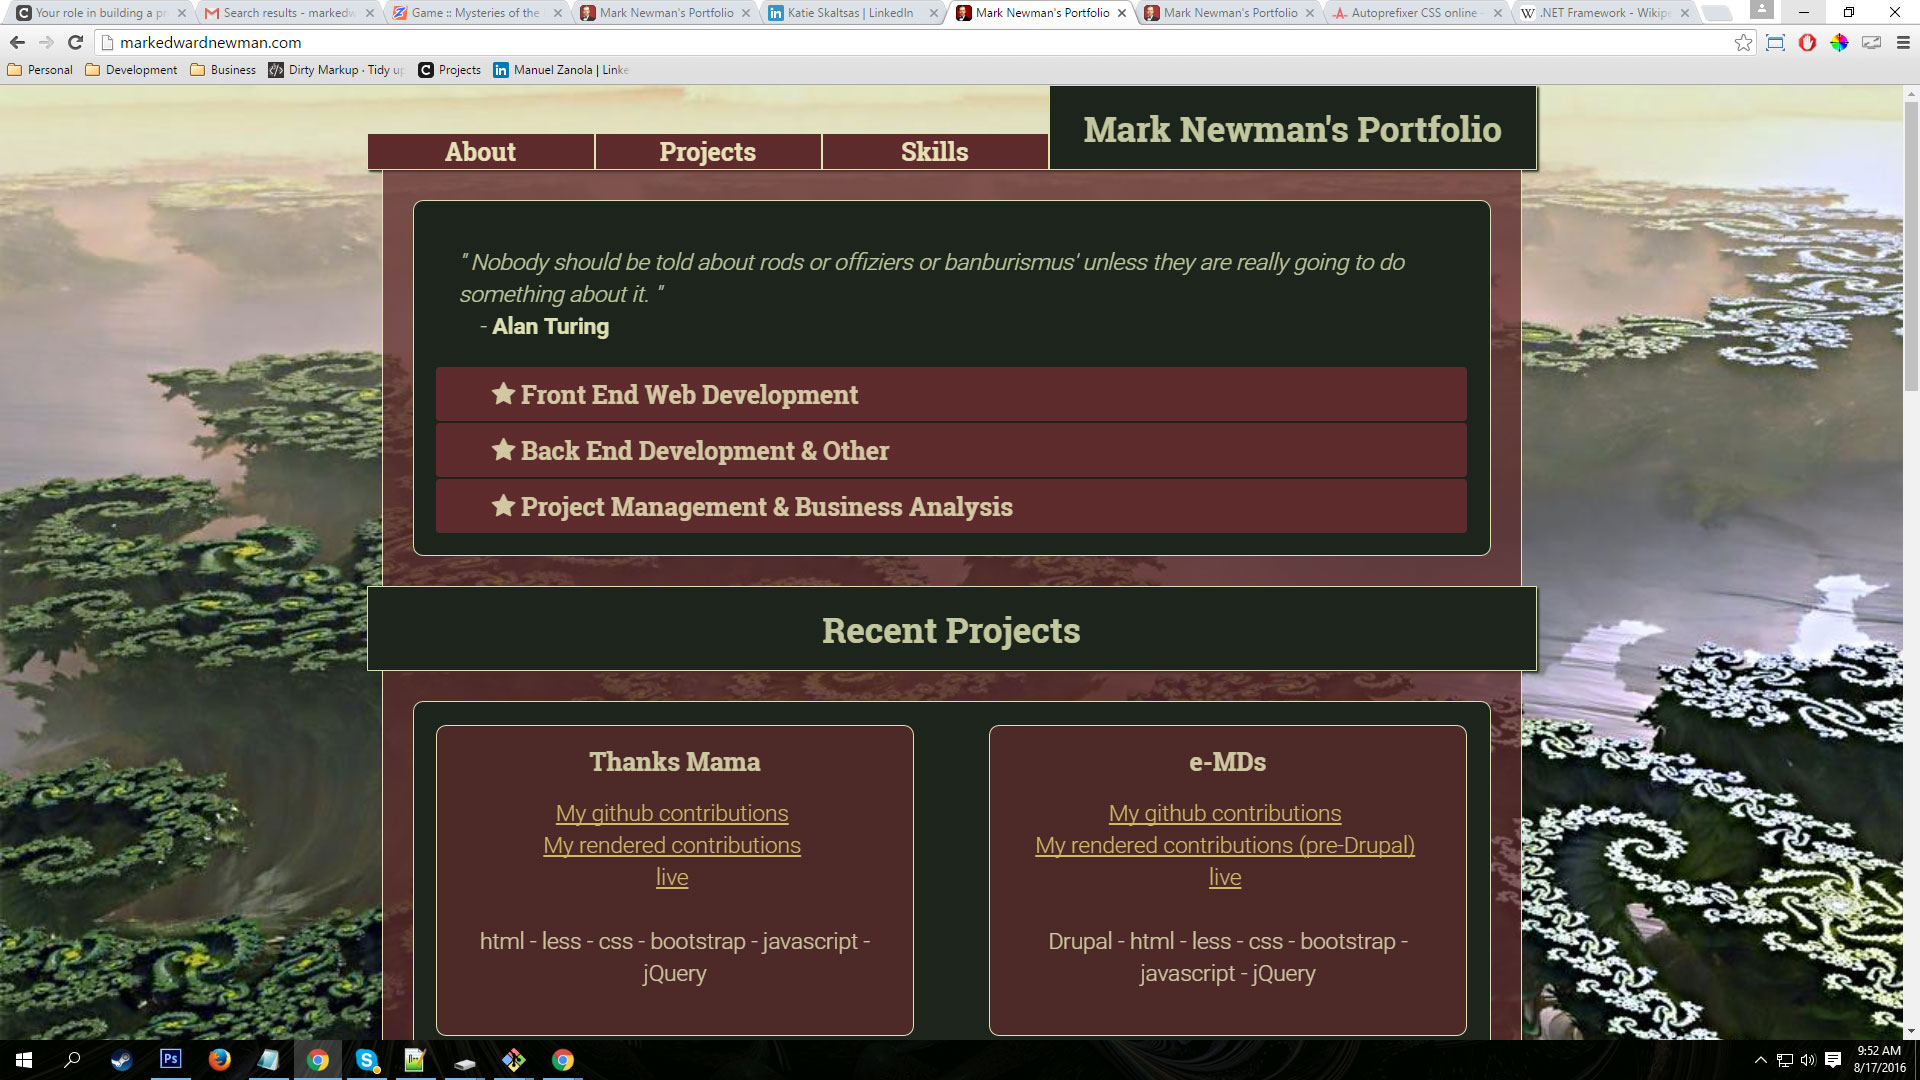 Your role in building a pr
Search results - markedw
Game :: Mysteries of the
Mark Newman's Portfolio
Katie Skaltsas | LinkedIn
Mark Newman's Portfolio
Mark Newman's Portfolio
Autoprefixer CSS online
.NET Framework - Wikipe
markedwardnewman.com
Personal
Development
Business
Dirty Markup · Tidy up
Projects
Manuel Zanola | Linke
Mark Newman's Portfolio
About Projects Skills
" Nobody should be told about rods or offiziers or banburismus' unless they are really going to do
something about it. "
- Alan Turing
Front End Web Development
Back End Development & Other
Project Management & Business Analysis
Recent Projects
Thanks Mama
My github contributions
My rendered contributions
live
html - less - css - bootstrap - javascript -
jQuery
e-MDs
My github contributions
My rendered contributions (pre-Drupal)
live
Drupal - html - less - css - bootstrap -
javascript - jQuery
Ps
9:52 AM
8/17/2016